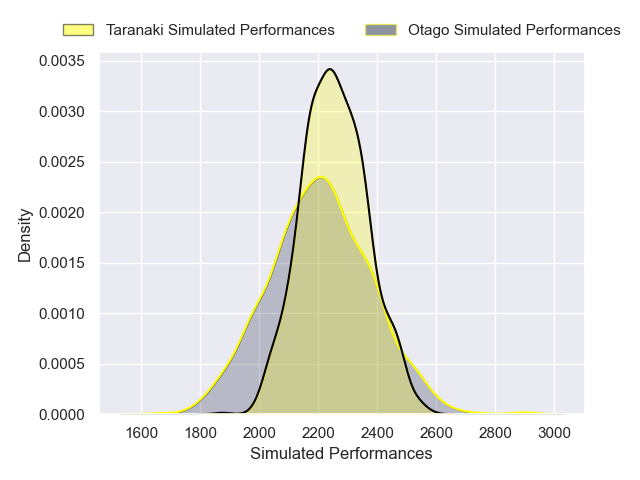 Taranaki Simulated Performances Otago Simulated Performances
0.0035
0.0030
0.0025
0.0020
0.0015
0.0010
0.0005
0.0000
Density
1600 1800 2000 2200 2400 2600 2800 3000
Simulated Performances